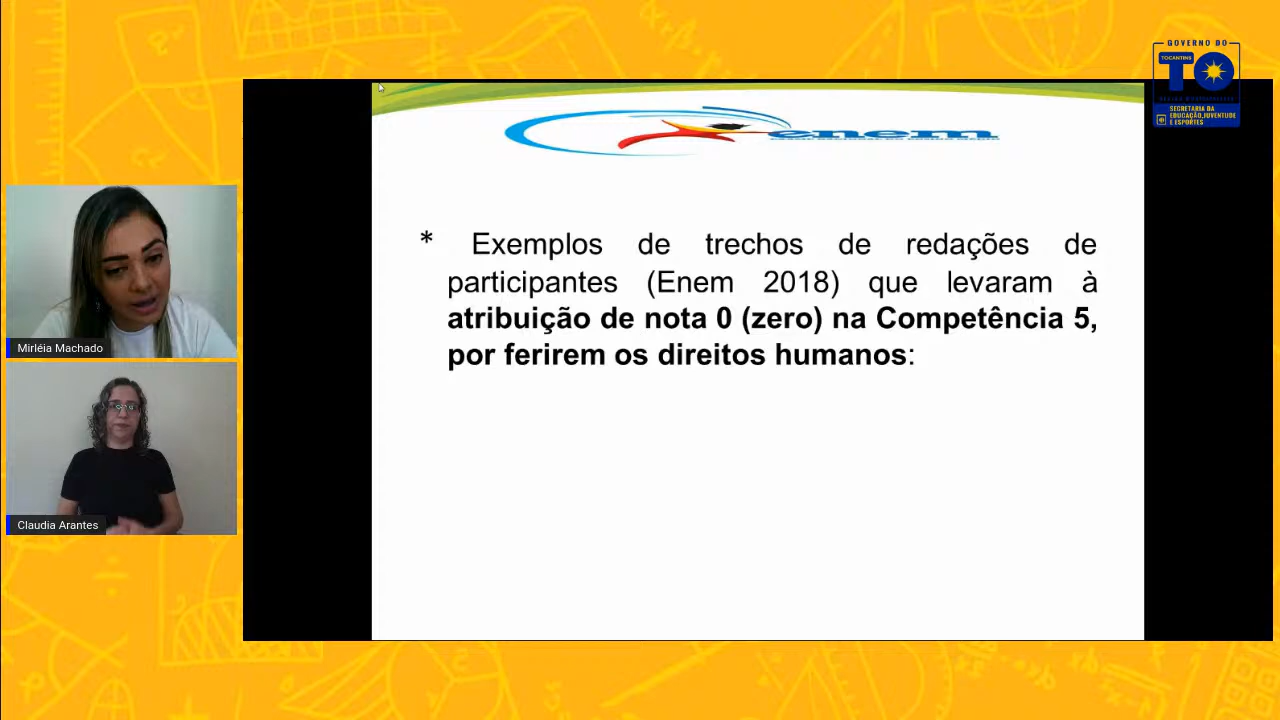 GOVERNO DO
TOCANTINS
TO
SECRETARIA DA
EDUCAÇÃO, JUVENTUDE
E ESPORTES
enem
* Exemplos de trechos de redações de
participantes (Enem 2018) que levaram à
atribuição de nota 0 (zero) na Competência 5,
por ferirem os direitos humanos:
Mirléia Machado
Claudia Arantes